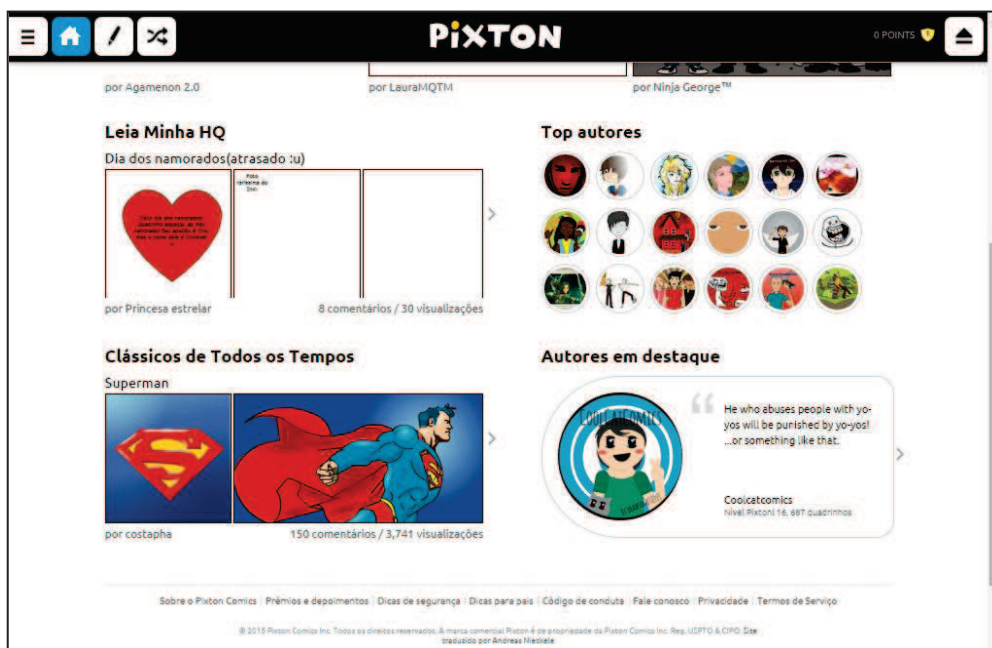 PiXTON
0 POINTS
por Agamenon 2.0
por LauraMQTM
por Ninja George™
Leia Minha HQ
Dia dos namorados(atrasado :u)
por Princesa estrelar
8 comentários / 30 visualizações
Top autores
Clássicos de Todos os Tempos
Superman
por costapha
150 comentários / 3,741 visualizações
Autores em destaque
COOLCATCOMICS
He who abuses people with yo-
yos will be punished by yo-yos!
...or something like that.
Coolcatcomics
Nível Pixton! 16, 687 quadrinhos
Sobre o Pixton Comics | Prêmios e depoimentos | Dicas de segurança | Dicas para pais | Código de conduta | Fale conosco | Privacidade | Termos de Serviço
© 2015 Pixton Comics Inc. Todos os direitos reservados. A marca comercial Pixton é de propriedade da Pixton Comics Inc. Reg. USPTO & CIPO. Site
traduzido por Andreas Nieckele